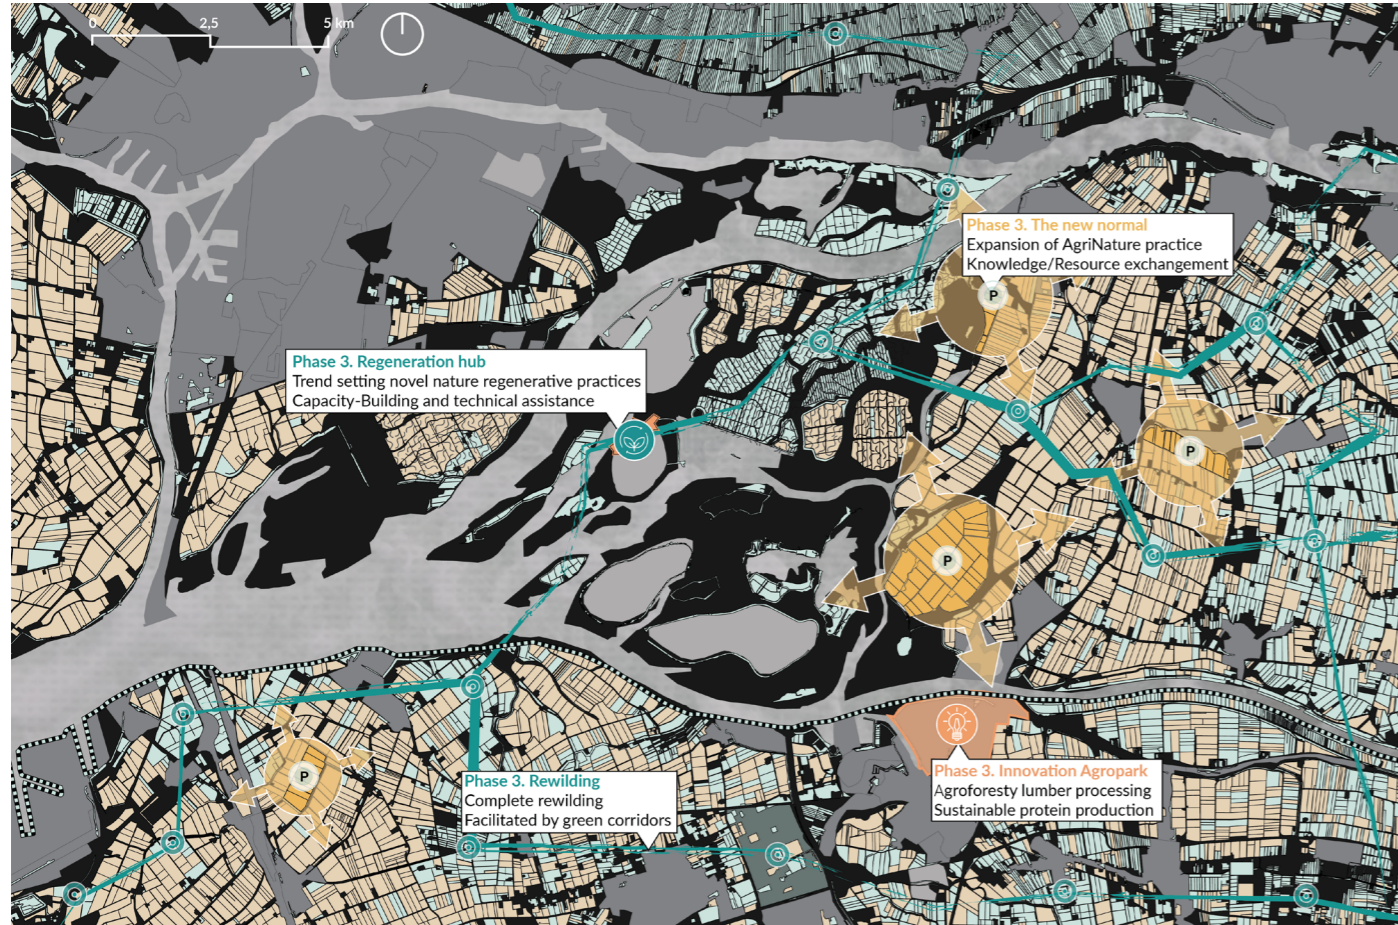 0 2,5 5 km
Phase 3. The new normal
Expansion of AgriNature practice
Knowledge/Resource exchangement
P
Phase 3. Regeneration hub
Trend setting novel nature regenerative practices
Capacity-Building and technical assistance
P
P
Phase 3. Innovation Agropark
Agroforesty lumber processing
Sustainable protein production
Phase 3. Rewilding
Complete rewilding
Facilitated by green corridors
P